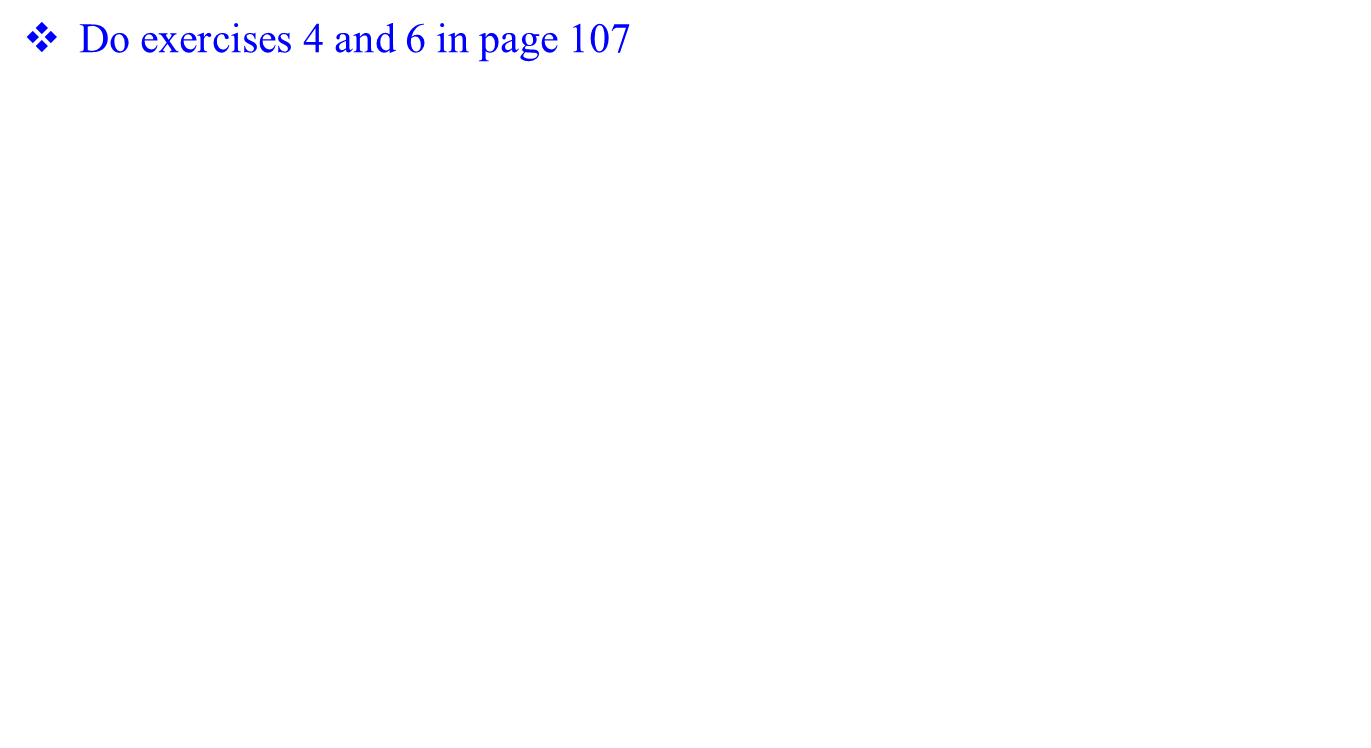 ❖ Do exercises 4 and 6 in page 107